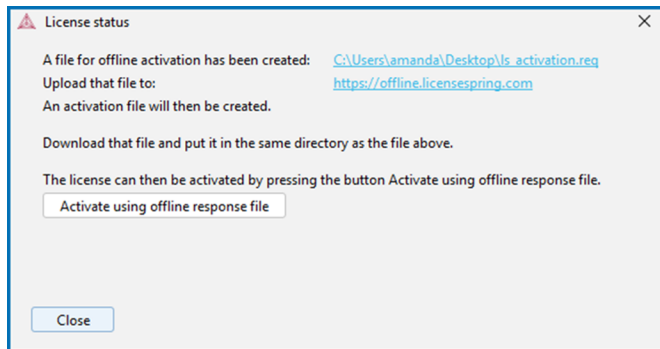 License status
A file for offline activation has been created: C:\Users\amanda\Desktop\ls_activation.req
Upload that file to: https://offline.licensespring.com
An activation file will then be created.
Download that file and put it in the same directory as the file above.
The license can then be activated by pressing the button Activate using offline response file.
Activate using offline response file
Close